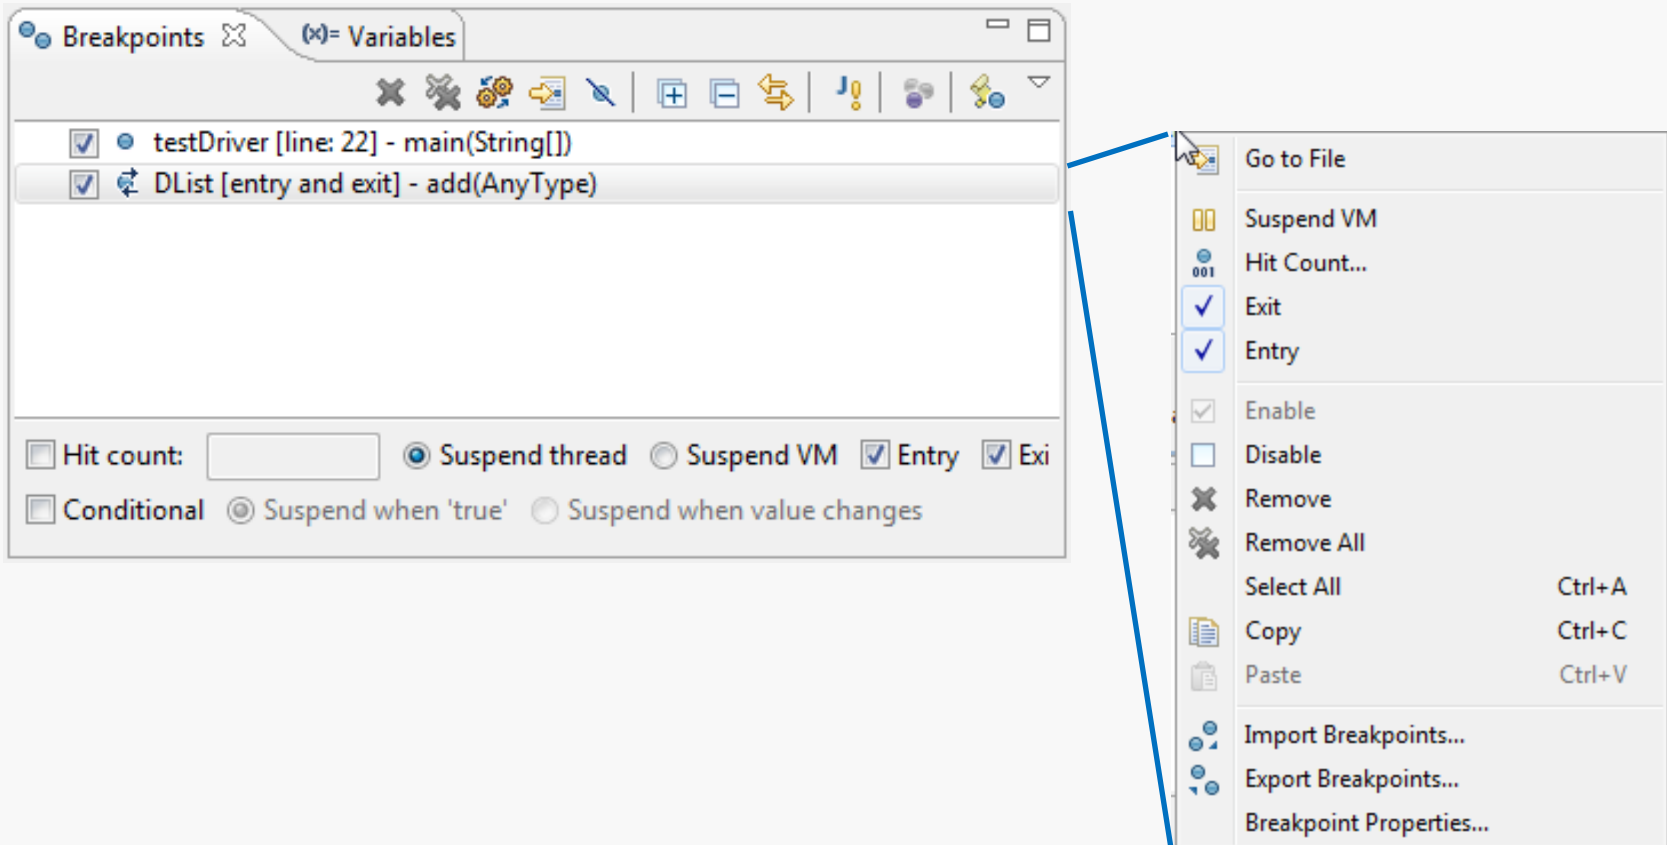 Breakpoints
(x)= Variables
testDriver [line: 22] - main(String[])
DList [entry and exit] - add(AnyType)
Hit count:
Suspend thread
Suspend VM
Entry
Exi
Conditional
Suspend when 'true'
Suspend when value changes
Go to File
Suspend VM
001
Hit Count...
Exit
Entry
Enable
Disable
Remove
Remove All
Select All Ctrl+A
Copy Ctrl+C
Paste Ctrl+V
Import Breakpoints...
Export Breakpoints...
Breakpoint Properties...